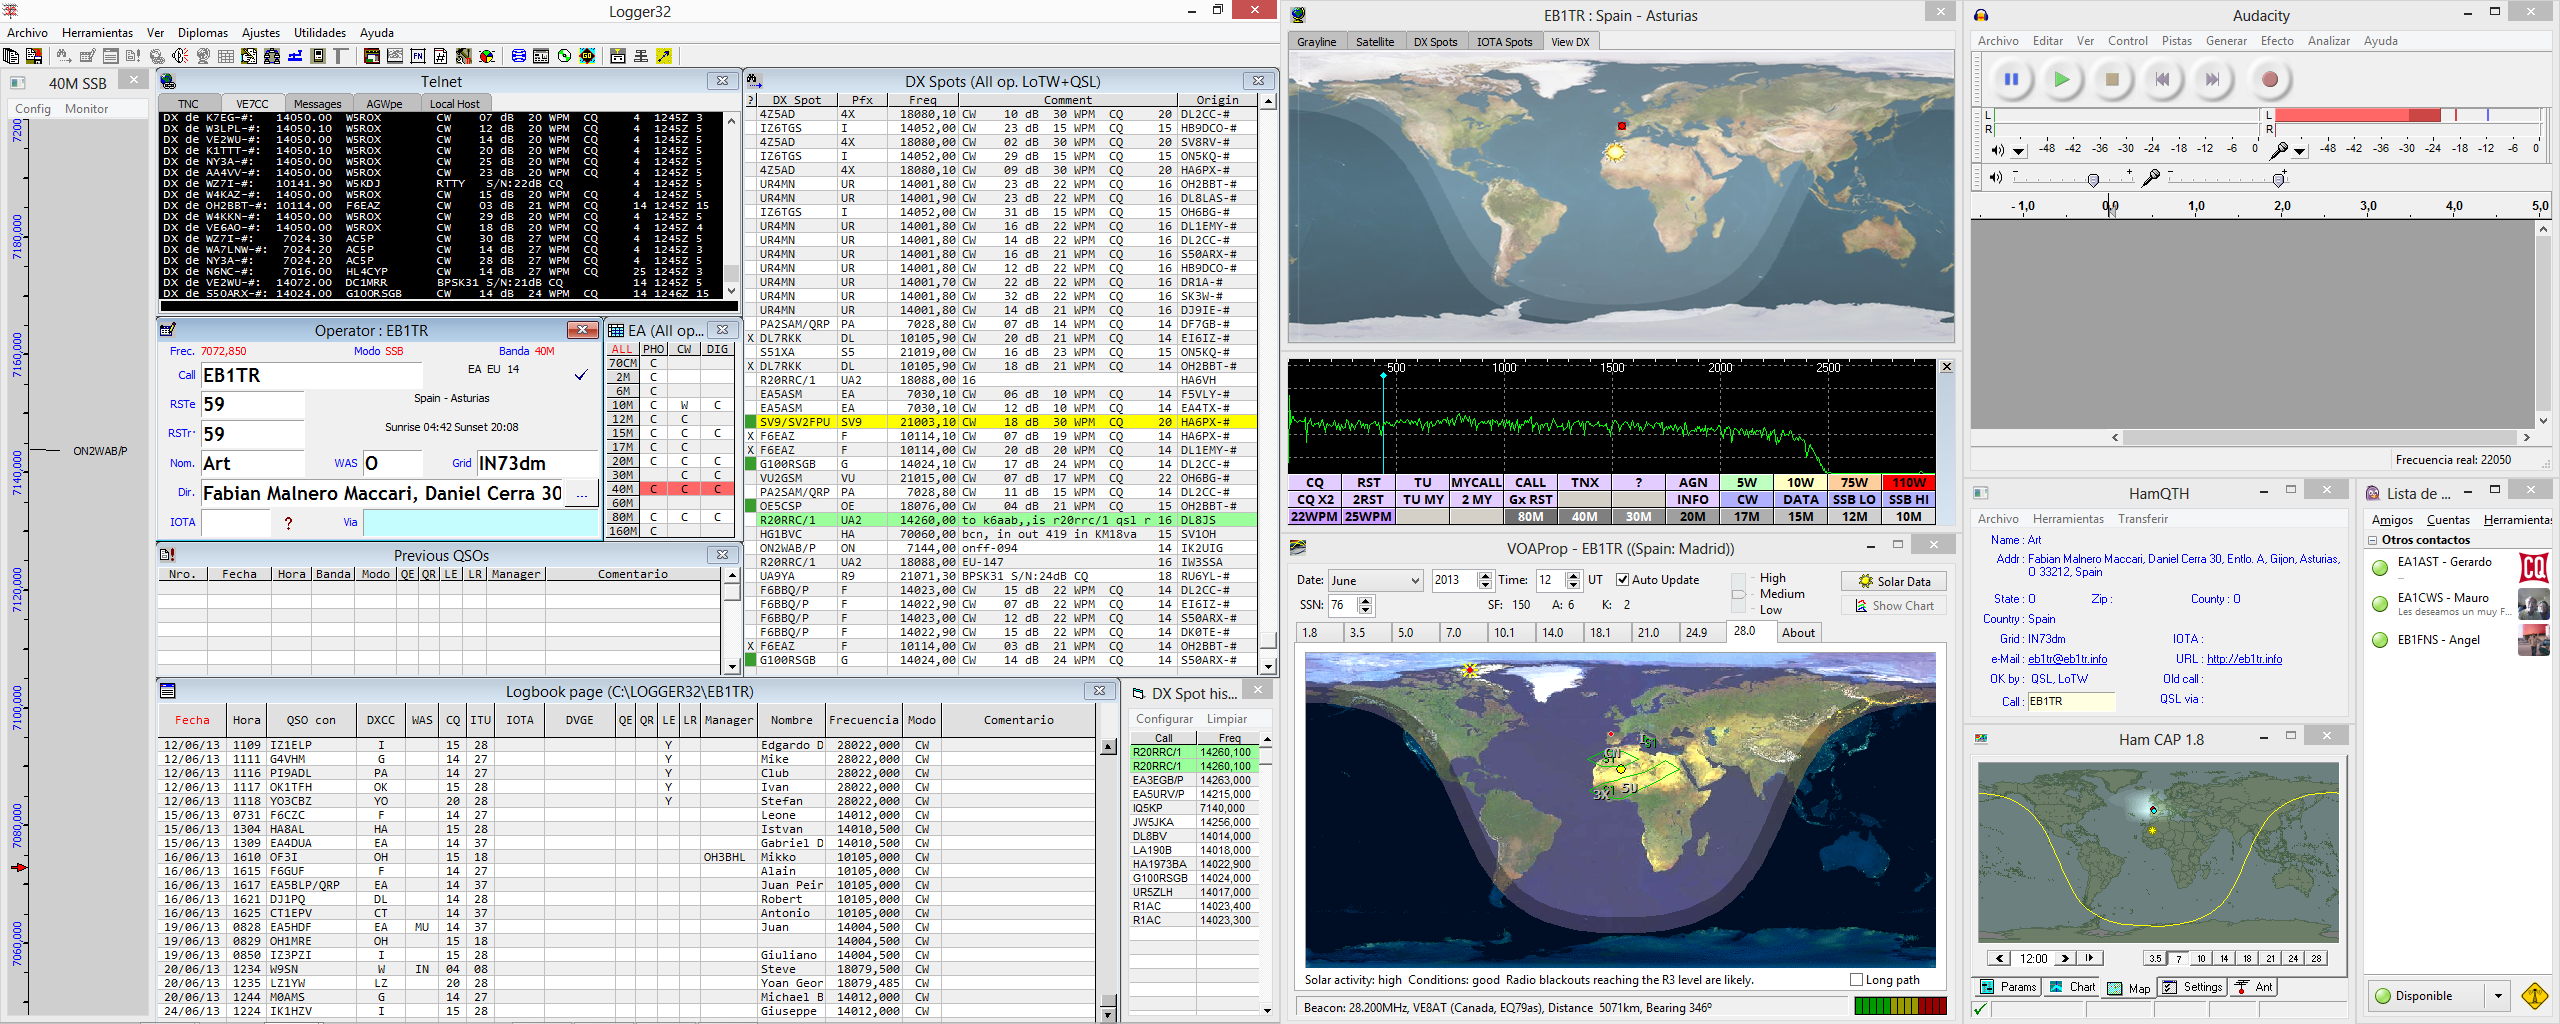 Logger32
Archivo Herramientas Ver Diplomas Ajustes Utilidades Ayuda
40M SSB
Config Monitor
7200
7180,000
7160,000
7140,000
7120,000
7100,000
7080,000
7060,000
ON2WAB/P
Telnet
TNC VE7CC Messages AGWpe Local Host
DX de K7EG-#: 14050.00 W5ROX CW 07 dB 20 WPM CQ 4 1245Z 3
DX de W3LPL-#: 14050.10 W5ROX CW 12 dB 20 WPM CQ 4 1245Z 5
DX de VE2WU-#: 14050.00 W5ROX CW 14 dB 20 WPM CQ 4 1245Z 5
DX de K1TTT-#: 14050.10 W5ROX CW 20 dB 20 WPM CQ 4 1245Z 5
DX de NY3A-#: 14050.00 W5ROX CW 25 dB 20 WPM CQ 4 1245Z 5
DX de AA4VV-#: 14050.00 W5ROX CW 23 dB 20 WPM CQ 4 1245Z 5
DX de WZ7I-#: 10141.90 W5KDJ RTTY S/N:22dB CQ 4 1245Z 5
DX de W4KAZ-#: 14050.00 W5ROX CW 15 dB 20 WPM CQ 4 1245Z 5
DX de OH2BBT-#: 10114.00 F6EAZ CW 03 dB 21 WPM CQ 14 1245Z 15
DX de W4KKN-#: 14050.00 W5ROX CW 29 dB 20 WPM CQ 4 1245Z 5
DX de VE6AO-#: 14050.00 W5ROX CW 18 dB 20 WPM CQ 4 1245Z 4
DX de WZ7I-#: 7024.30 AC5P CW 30 dB 27 WPM CQ 4 1245Z 5
DX de WA7LNW-#: 7024.20 AC5P CW 14 dB 27 WPM CQ 4 1245Z 3
DX de NY3A-#: 7024.20 AC5P CW 28 dB 27 WPM CQ 4 1245Z 5
DX de N6NC-#: 7016.00 HL4CYP CW 14 dB 27 WPM CQ 25 1245Z 3
DX de VE2WU-#: 14072.00 DC1MRR BPSK31 S/N:21dB CQ 14 1245Z 5
DX de S50ARX-#: 14024.00 G100RSGB CW 14 dB 24 WPM CQ 14 1246Z 15
Operator : EB1TR
Frec. 7072,850 Modo SSB Banda 40M
Call EB1TR EA EU 14
RSTe 59 Spain - Asturias
RSTr 59 Sunrise 04:42 Sunset 20:08
Nom. Art WAS O Grid IN73dm
Dir. Fabian Malnero Maccari, Daniel Cerra 30 ...
IOTA ? Via
EA (All op...
ALL PHO CW DIG
70CM C
2M C
6M C
10M C W C
12M C C
15M C C C
17M C C
20M C C C
30M C C
40M C C C
60M
80M C C C
160M C
Previous QSOs
Nro. Fecha Hora Banda Modo QE QR LE LR Manager Comentario
DX Spots (All op. LoTW+QSL)
? DX Spot Pfx Freq Comment Origin
4Z5AD 4X 18080,10 CW 10 dB 30 WPM CQ 20 DL2CC-#
IZ6TGS I 14052,00 CW 23 dB 15 WPM CQ 15 HB9DCO-#
4Z5AD 4X 18080,10 CW 02 dB 30 WPM CQ 20 SV8RV-#
IZ6TGS I 14052,00 CW 29 dB 15 WPM CQ 15 ON5KQ-#
4Z5AD 4X 18080,10 CW 09 dB 30 WPM CQ 20 HA6PX-#
UR4MN UR 14001,80 CW 23 dB 22 WPM CQ 16 OH2BBT-#
UR4MN UR 14001,90 CW 23 dB 22 WPM CQ 16 DL8LAS-#
IZ6TGS I 14052,00 CW 31 dB 15 WPM CQ 15 OH6BG-#
UR4MN UR 14001,80 CW 16 dB 22 WPM CQ 16 DL1EMY-#
UR4MN UR 14001,80 CW 14 dB 22 WPM CQ 16 DL2CC-#
UR4MN UR 14001,80 CW 16 dB 21 WPM CQ 16 S50ARX-#
UR4MN UR 14001,80 CW 12 dB 22 WPM CQ 16 HB9DCO-#
UR4MN UR 14001,70 CW 22 dB 22 WPM CQ 16 DR1A-#
UR4MN UR 14001,80 CW 32 dB 22 WPM CQ 16 SK3W-#
UR4MN UR 14001,80 CW 14 dB 21 WPM CQ 16 DJ9IE-#
PA2SAM/QRP PA 7028,80 CW 07 dB 14 WPM CQ 14 DF7GB-#
X DL7RKK DL 10105,90 CW 20 dB 21 WPM CQ 14 EI6IZ-#
S51XA S5 21019,00 CW 16 dB 23 WPM CQ 15 ON5KQ-#
X DL7RKK DL 10105,90 CW 18 dB 21 WPM CQ 14 OH2BBT-#
R20RRC/1 UA2 18088,00 16 HA6VH
EA5ASM EA 7030,10 CW 06 dB 10 WPM CQ 14 F5VLY-#
EA5ASM EA 7030,10 CW 12 dB 10 WPM CQ 14 EA4TX-#
SV9/SV2FPU SV9 21003,10 CW 18 dB 30 WPM CQ 20 HA6PX-#
X F6EAZ F 10114,10 CW 07 dB 19 WPM CQ 14 HA6PX-#
X F6EAZ F 10114,00 CW 20 dB 20 WPM CQ 14 DL1EMY-#
G100RSGB G 14024,10 CW 17 dB 24 WPM CQ 14 DL2CC-#
VU2GSM VU 21015,00 CW 07 dB 17 WPM CQ 22 OH6BG-#
PA2SAM/QRP PA 7028,80 CW 11 dB 15 WPM CQ 14 DL2CC-#
OE5CSP OE 18076,00 CW 04 dB 21 WPM CQ 15 OH2BBT-#
R20RRC/1 UA2 14260,00 to k6aab,,is r20rrc/1 qsl r 16 DL8JS
HG1BVC HA 70060,00 bcn, in out 419 in KM18va 15 SV1OH
ON2WAB/P ON 7144,00 onff-094 14 IK2UIG
R20RRC/1 UA2 18088,00 EU-147 16 IW3SSA
UA9YA R9 21071,30 BPSK31 S/N:24dB CQ 18 RU6YL-#
F6BBQ/P F 14023,00 CW 15 dB 22 WPM CQ 14 DL2CC-#
F6BBQ/P F 14022,90 CW 07 dB 22 WPM CQ 14 EI6IZ-#
F6BBQ/P F 14023,00 CW 12 dB 22 WPM CQ 14 S50ARX-#
F6BBQ/P F 14022,90 CW 15 dB 22 WPM CQ 14 DK0TE-#
X F6EAZ F 10114,00 CW 03 dB 21 WPM CQ 14 OH2BBT-#
G100RSGB G 14024,00 CW 14 dB 24 WPM CQ 14 S50ARX-#
Logbook page (C:\LOGGER32\EB1TR)
Fecha Hora QSO con DXCC WAS CQ ITU IOTA DVGE QE QR LE LR Manager Nombre Frecuencia Modo Comentario
12/06/13 1109 IZ1ELP I 15 28 Y Edgardo D 28022,000 CW
12/06/13 1111 G4VHM G 14 27 Y Mike 28022,000 CW
12/06/13 1116 PI9ADL PA 14 27 Y Club 28022,000 CW
12/06/13 1117 OK1TFH OK 15 28 Y Ivan 28022,000 CW
12/06/13 1118 YO3CBZ YO 20 28 Y Stefan 28022,000 CW
15/06/13 0731 F6CZC F 14 27 Leone 14012,000 CW
15/06/13 1304 HA8AL HA 15 28 Istvan 14010,500 CW
15/06/13 1309 EA4DUA EA 14 37 Gabriel D 14010,500 CW
16/06/13 1610 OF3I OH 15 18 OH3BHL Mikko 10105,000 CW
16/06/13 1615 F6GUF F 14 27 Alain 10105,000 CW
16/06/13 1617 EA5BLP/QRP EA 14 37 Juan Peir 10105,000 CW
16/06/13 1621 DJ1PQ DL 14 28 Robert 10105,000 CW
16/06/13 1625 CT1EPV CT 14 37 Antonio 10105,000 CW
19/06/13 0828 EA5HDF EA MU 14 37 Juan 14004,500 CW
19/06/13 0829 OH1MRE OH 15 18 14004,500 CW
19/06/13 0850 IZ3PZI I 15 28 Giuliano 14004,500 CW
20/06/13 1234 W9SN W IN 04 08 Steve 18079,500 CW
20/06/13 1235 LZ1YW LZ 20 28 Yoan Geor 18079,485 CW
20/06/13 1244 M0AMS G 14 27 Michael B 14012,000 CW
24/06/13 1224 IK1HZV I 15 28 Giuseppe 14012,000 CW
DX Spot his...
Configurar Limpiar
Call Freq
R20RRC/1 14260,100
R20RRC/1 14260,100
EA3EGB/P 14263,000
EA5URV/P 14215,000
IQ5KP 7140,000
JW5JKA 14256,000
DL8BV 14014,000
LA190B 14018,000
HA1973BA 14022,900
G100RSGB 14024,000
UR5ZLH 14017,000
R1AC 14023,400
R1AC 14023,300
EB1TR : Spain - Asturias
Grayline Satellite DX Spots IOTA Spots View DX
500 1000 1500 2000 2500
CQ RST TU MYCALL CALL TNX ? AGN 5W 10W 75W 110W
CQ X2 2RST TU MY 2 MY Gx RST INFO CW DATA SSB LO SSB HI
22WPM 25WPM 80M 40M 30M 20M 17M 15M 12M 10M
VOAProp - EB1TR ((Spain: Madrid))
Date: June 2013 Time: 12 UT Auto Update High Medium Low Solar Data
SSN: 76 SF: 150 A: 6 K: 2 Show Chart
1.8 3.5 5.0 7.0 10.1 14.0 18.1 21.0 24.9 28.0 About
CN
3X
5U
Solar activity: high Conditions: good Radio blackouts reaching the R3 level are likely. Long path
Beacon: 28.200MHz, VE8AT (Canada, EQ79as), Distance 5071km, Bearing 346º
Audacity
Archivo Editar Ver Control Pistas Generar Efecto Analizar Ayuda
L
R
L
R
-48 -42 -36 -30 -24 -18 -12 -6 0
-48 -42 -36 -30 -24 -18 -12 -6 0
- + - +
- 1,0 0,0 1,0 2,0 3,0 4,0 5,0
Frecuencia real: 22050
HamQTH
Archivo Herramientas Transferir
Name : Art
Addr : Fabian Malnero Maccari, Daniel Cerra 30, Entlo. A, Gijon, Asturias,
O 33212, Spain
State : O Zip : County : O
Country : Spain
Grid : IN73dm IOTA :
e-Mail : eb1tr@eb1tr.info URL : http://eb1tr.info
OK by : QSL, LoTW Old call :
Call : EB1TR QSL via :
Ham CAP 1.8
12:00 3.5 7 10 14 18 21 24 28
Params Chart Map Settings Ant
Lista de ...
Amigos Cuentas Herramientas
Otros contactos
EA1AST - Gerardo
CQ
EA1CWS - Mauro
Les deseamos un muy F...
EB1FNS - Angel
Disponible